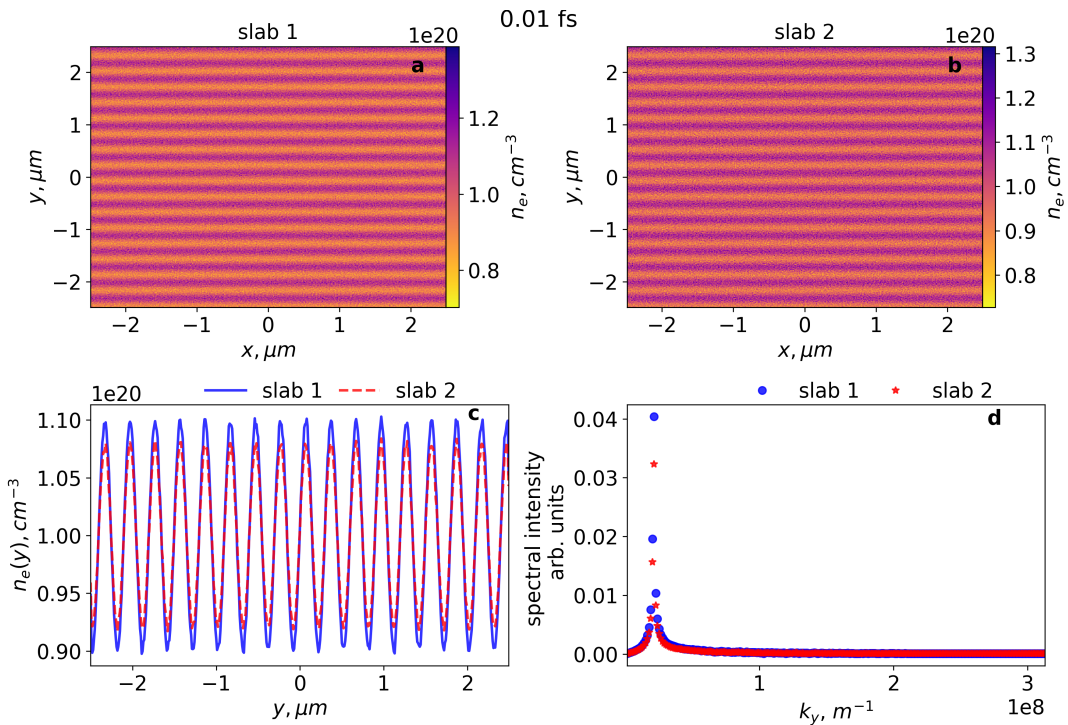 0.01 fs
slab 1
1e20
a
2
1
0
−1
−2
y, μm
−2 −1 0 1 2
x, μm
1.2
1.0
0.8
n_e, cm⁻³
slab 2
1e20
b
2
1
0
−1
−2
y, μm
−2 −1 0 1 2
x, μm
1.3
1.2
1.1
1.0
0.9
0.8
n_e, cm⁻³
slab 1 slab 2
1e20
c
1.10
1.05
1.00
0.95
0.90
n_e(y), cm⁻³
−2 −1 0 1 2
y, μm
slab 1 slab 2
d
0.04
0.03
0.02
0.01
0.00
spectral intensity
arb. units
1 2 3
1e8
k_y, m⁻¹